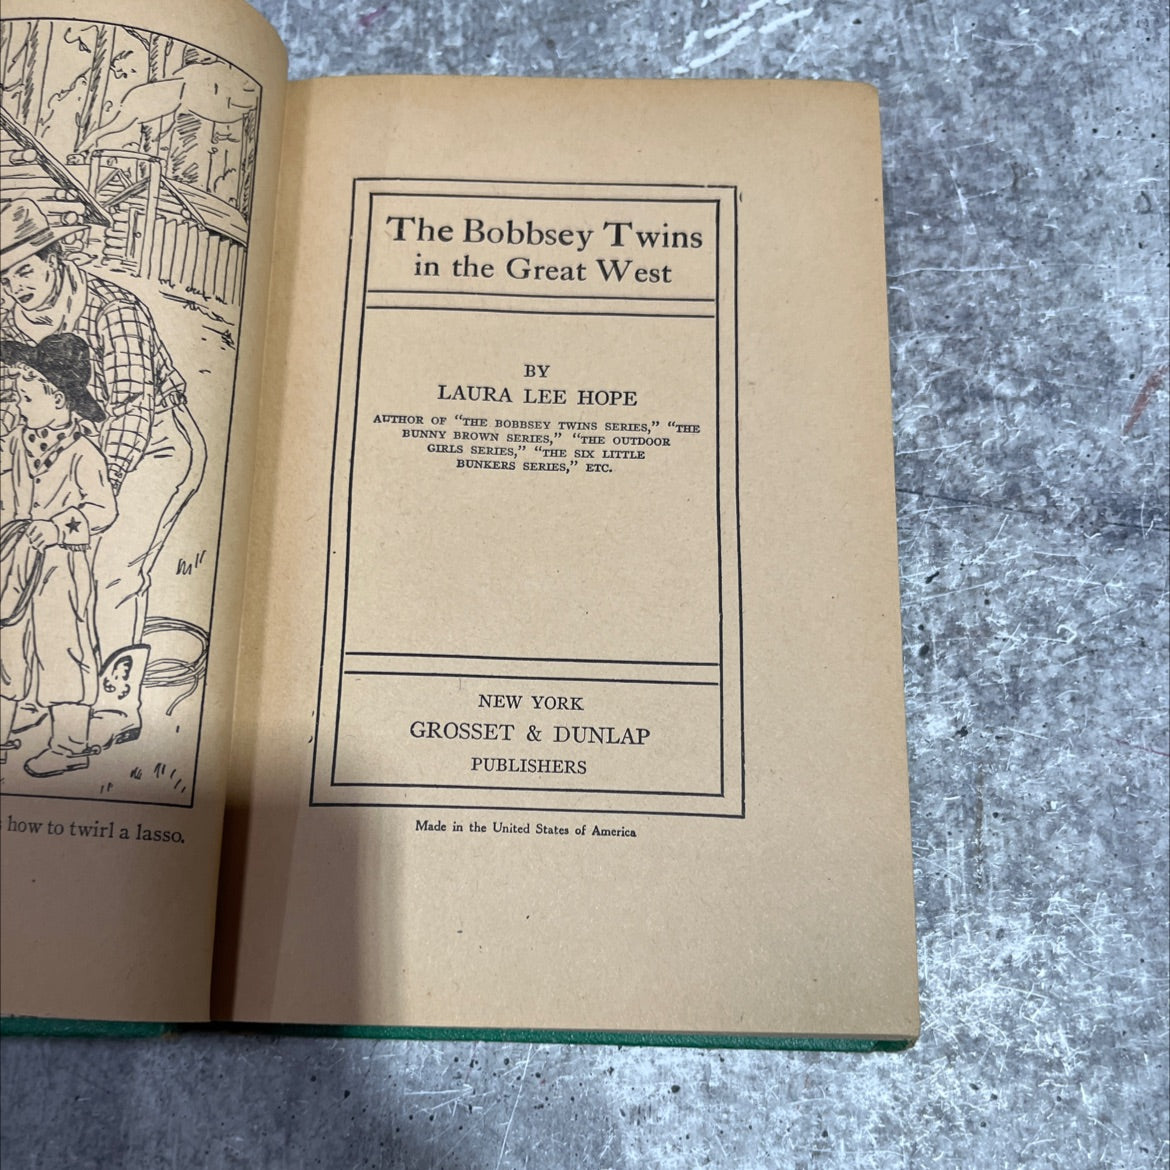 how to twirl a lasso.
The Bobbsey Twins
in the Great West
BY
LAURA LEE HOPE
AUTHOR OF “THE BOBBSEY TWINS SERIES,” “THE
BUNNY BROWN SERIES,” “THE OUTDOOR
GIRLS SERIES,” “THE SIX LITTLE
BUNKERS SERIES,” ETC.
NEW YORK
GROSSET & DUNLAP
PUBLISHERS
Made in the United States of America